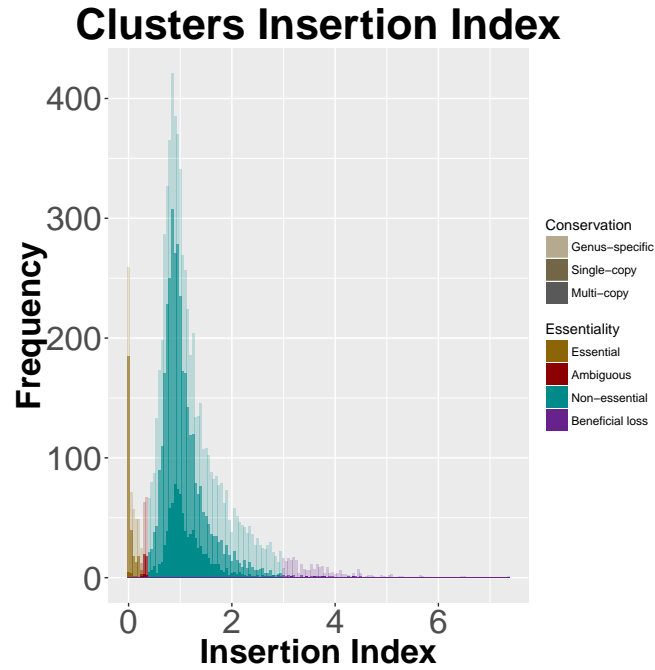 Clusters Insertion Index
Frequency
400
300
200
100
0
0 2 4 6
Insertion Index
Conservation
Genus−specific
Single−copy
Multi−copy
Essentiality
Essential
Ambiguous
Non−essential
Beneficial loss